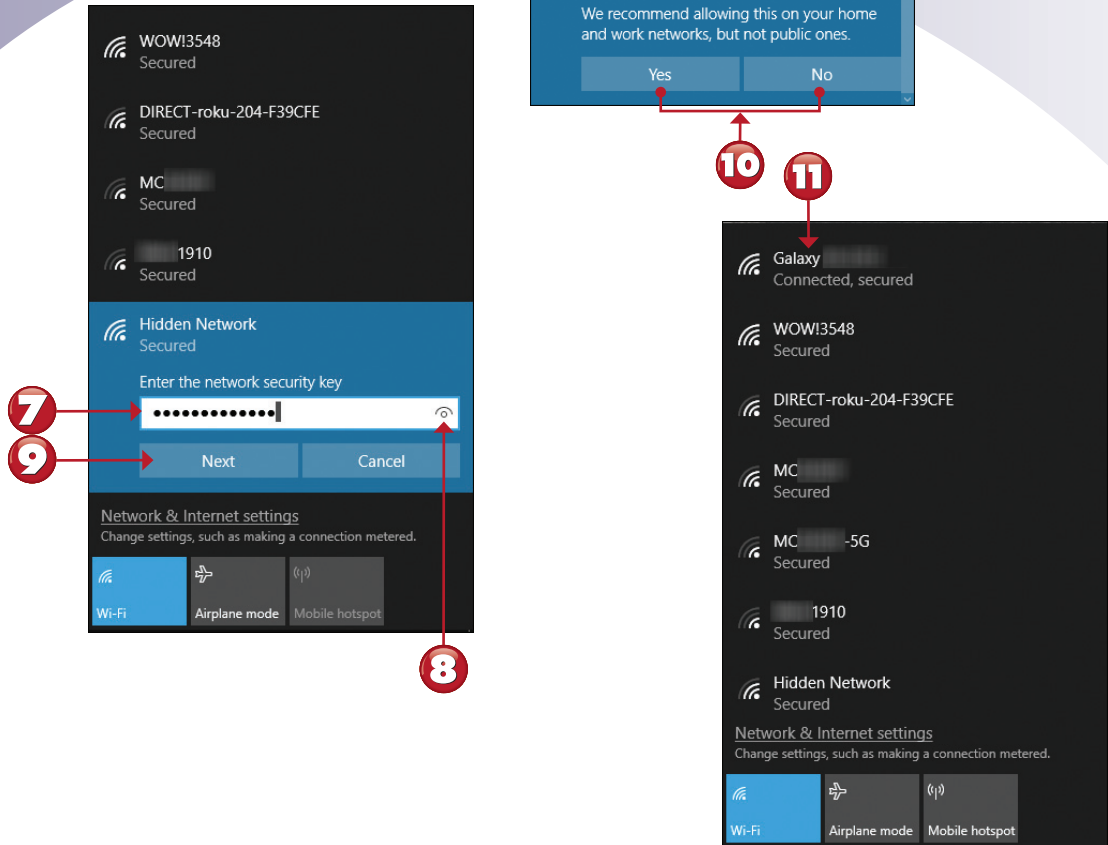 WOW!3548
Secured
DIRECT-roku-204-F39CFE
Secured
MC
Secured
1910
Secured
Hidden Network
Secured
Enter the network security key
7
9
Next Cancel
Network & Internet settings
Change settings, such as making a connection metered.
Wi-Fi Airplane mode Mobile hotspot
8
We recommend allowing this on your home
and work networks, but not public ones.
Yes No
10
11
Galaxy
Connected, secured
WOW!3548
Secured
DIRECT-roku-204-F39CFE
Secured
MC
Secured
MC -5G
Secured
1910
Secured
Hidden Network
Secured
Network & Internet settings
Change settings, such as making a connection metered.
Wi-Fi Airplane mode Mobile hotspot